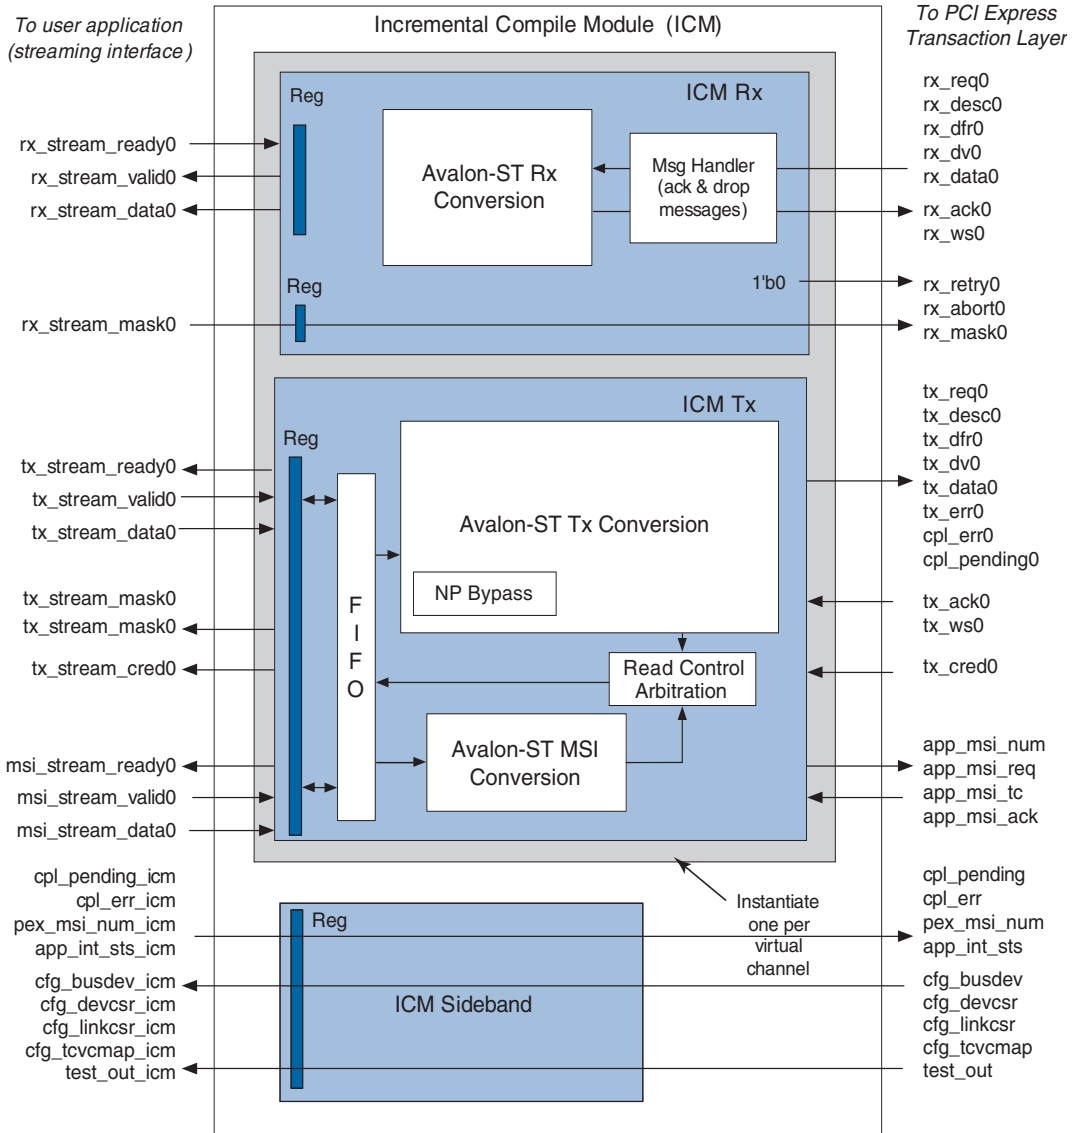 To user application
(streaming interface)
Incremental Compile Module (ICM)
To PCI Express
Transaction Layer
ICM Rx
Reg
rx_stream_ready0
rx_stream_valid0
rx_stream_data0
Avalon-ST Rx
Conversion
Msg Handler
(ack & drop
messages)
rx_req0
rx_desc0
rx_dfr0
rx_dv0
rx_data0
rx_ack0
rx_ws0
Reg
1'b0
rx_stream_mask0
rx_retry0
rx_abort0
rx_mask0
ICM Tx
Reg
tx_stream_ready0
tx_stream_valid0
tx_stream_data0
tx_stream_mask0
tx_stream_mask0
tx_stream_cred0
msi_stream_ready0
msi_stream_valid0
msi_stream_data0
F
I
F
O
Avalon-ST Tx Conversion
NP Bypass
Read Control
Arbitration
Avalon-ST MSI
Conversion
tx_req0
tx_desc0
tx_dfr0
tx_dv0
tx_data0
tx_err0
cpl_err0
cpl_pending0
tx_ack0
tx_ws0
tx_cred0
app_msi_num
app_msi_req
app_msi_tc
app_msi_ack
Instantiate
one per
virtual
channel
cpl_pending_icm
cpl_err_icm
pex_msi_num_icm
app_int_sts_icm
cfg_busdev_icm
cfg_devcsr_icm
cfg_linkcsr_icm
cfg_tcvcmap_icm
test_out_icm
Reg
ICM Sideband
cpl_pending
cpl_err
pex_msi_num
app_int_sts
cfg_busdev
cfg_devcsr
cfg_linkcsr
cfg_tcvcmap
test_out